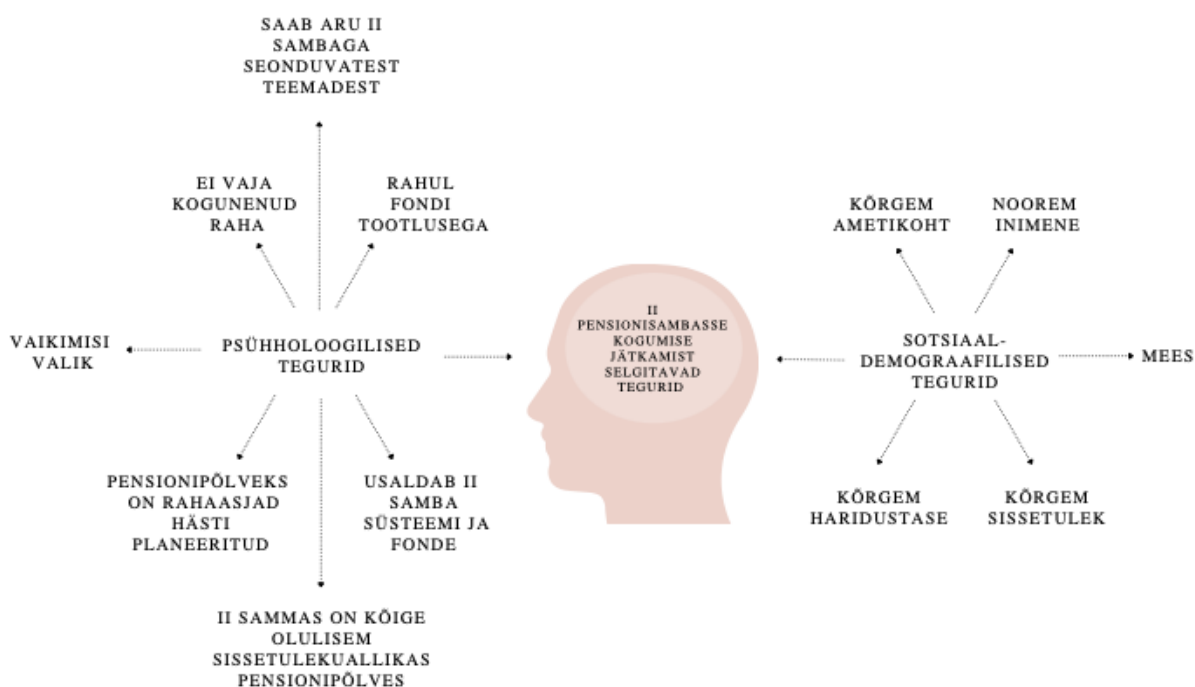 SAAB ARU II
SAMBAGA
SEONDUVATEST
TEEMADEST
EI VAJA
KOGUNENUD
RAHA
RAHUL
FONDI
TOOTLUSEGA
VAIKIMISI
VALIK
PSÜHHOLOOGILISED
TEGURID
PENSIONIPÕLVEKS
ON RAHAASJAD
HÄSTI
PLANEERITUD
USALDAB II
SAMBA
SÜSTEEMI JA
FONDE
II SAMMAS ON KÕIGE
OLULISEM
SISSETULEKUALLIKAS
PENSIONIPÕLVES
II
PENSIONISAMBASSE
KOGUMISE
JÄTKAMIST
SELGITAVAD
TEGURID
KÕRGEM
AMETIKOHT
NOOREM
INIMENE
SOTSIAAL-
DEMOGRAAFILISED
TEGURID
MEES
KÕRGEM
HARIDUSTASE
KÕRGEM
SISSETULEK